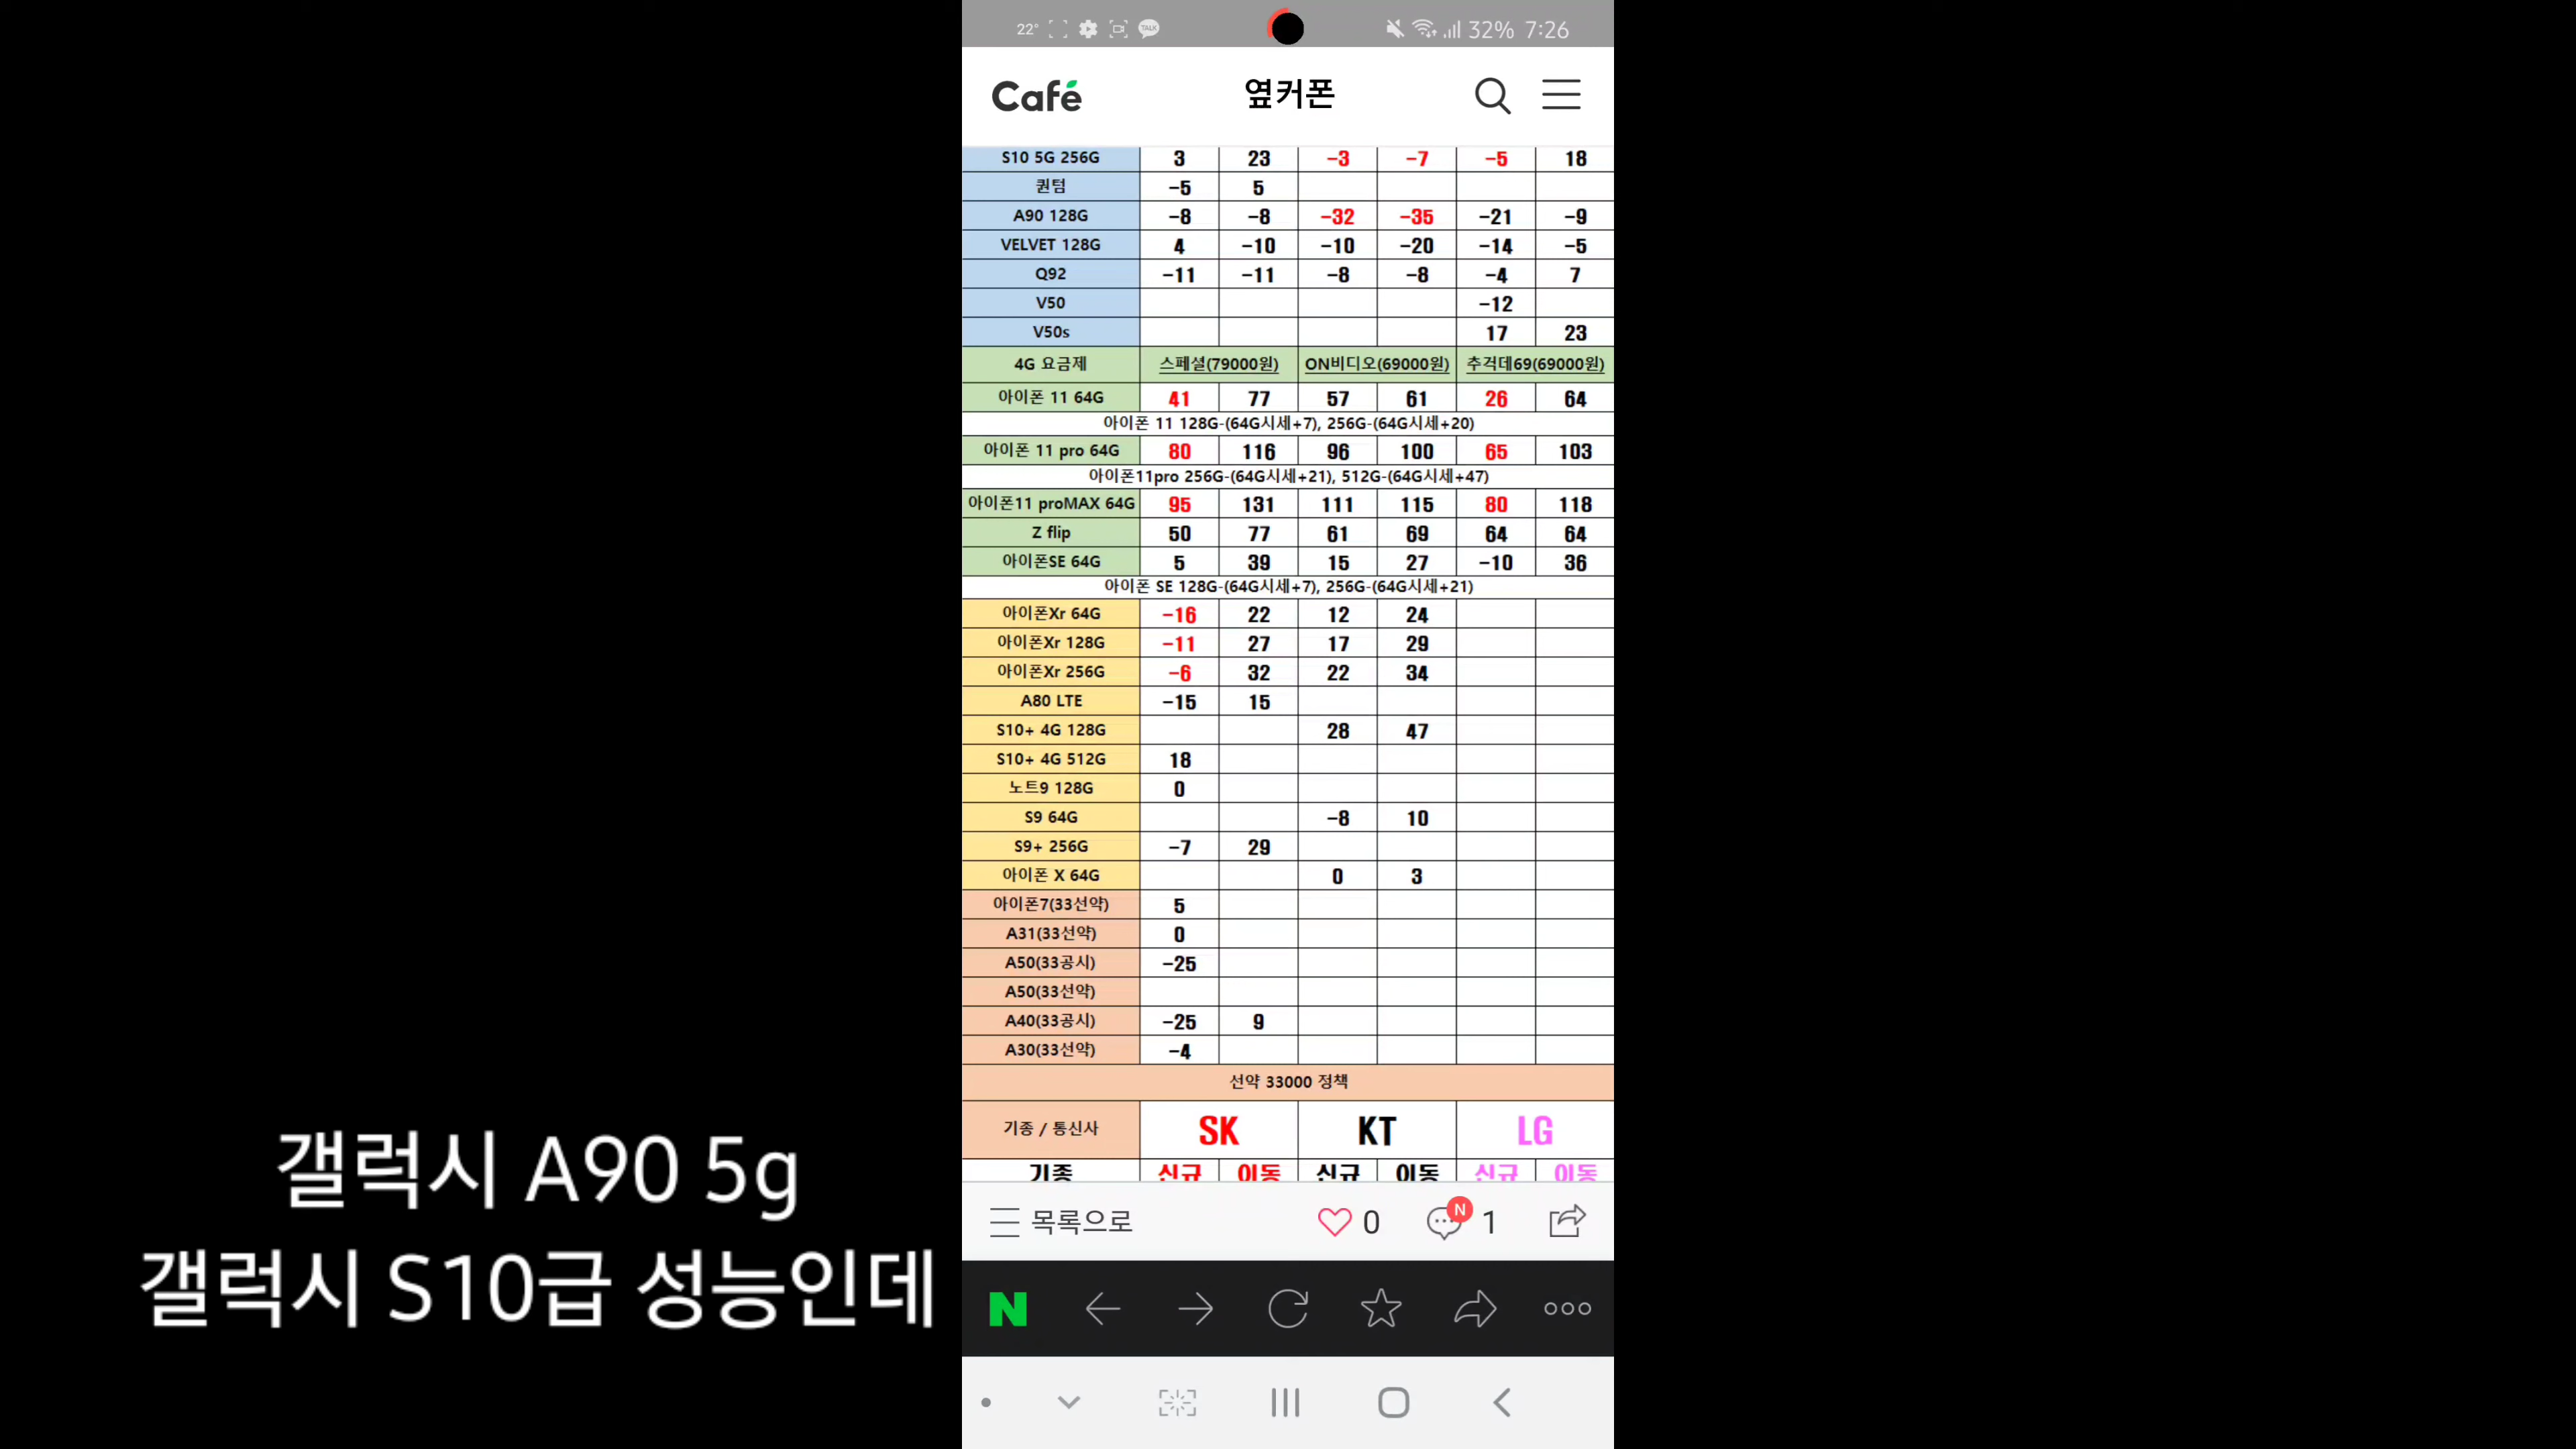 22° TALK 32% 7:26
Café 옆커폰
S10 5G 256G 3 23 -3 -7 -5 18
퀀텀 -5 5
A90 128G -8 -8 -32 -35 -21 -9
VELVET 128G 4 -10 -10 -20 -14 -5
Q92 -11 -11 -8 -8 -4 7
V50 -12
V50s 17 23
4G 요금제 스페셜(79000원) ON비디오(69000원) 추걱데69(69000원)
아이폰 11 64G 41 77 57 61 26 64
아이폰 11 128G-(64G시세+7), 256G-(64G시세+20)
아이폰 11 pro 64G 80 116 96 100 65 103
아이폰11pro 256G-(64G시세+21), 512G-(64G시세+47)
아이폰11 proMAX 64G 95 131 111 115 80 118
Z flip 50 77 61 69 64 64
아이폰SE 64G 5 39 15 27 -10 36
아이폰 SE 128G-(64G시세+7), 256G-(64G시세+21)
아이폰Xr 64G -16 22 12 24
아이폰Xr 128G -11 27 17 29
아이폰Xr 256G -6 32 22 34
A80 LTE -15 15
S10+ 4G 128G 28 47
S10+ 4G 512G 18
노트9 128G 0
S9 64G -8 10
S9+ 256G -7 29
아이폰 X 64G 0 3
아이폰7(33선약) 5
A31(33선약) 0
A50(33공시) -25
A50(33선약)
A40(33공시) -25 9
A30(33선약) -4
선약 33000 정책
기종 / 통신사 SK KT LG
기종 신규 이동 신규 이동 신규 이동
목록으로 0 N 1
N
갤럭시 A90 5g
갤럭시 S10급 성능인데